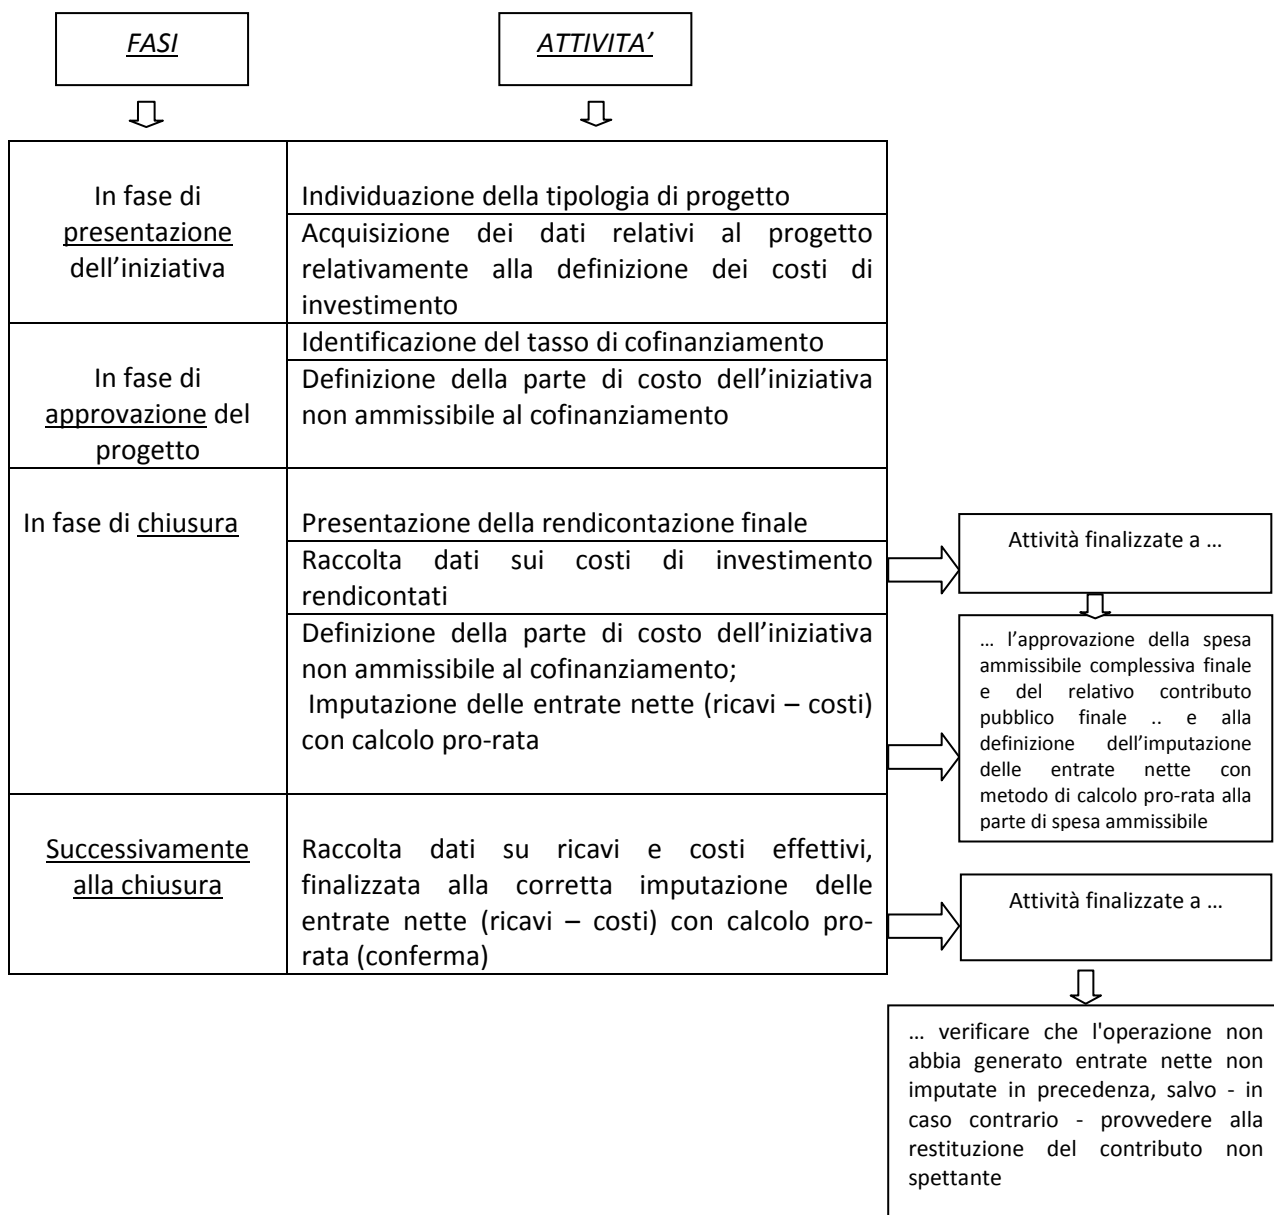 FASI
ATTIVITA’
In fase di
presentazione
dell’iniziativa
Individuazione della tipologia di progetto
Acquisizione dei dati relativi al progetto
relativamente alla definizione dei costi di
investimento
In fase di
approvazione del
progetto
Identificazione del tasso di cofinanziamento
Definizione della parte di costo dell’iniziativa
non ammissibile al cofinanziamento
In fase di chiusura
Presentazione della rendicontazione finale
Raccolta dati sui costi di investimento
rendicontati
Definizione della parte di costo dell’iniziativa
non ammissibile al cofinanziamento;
Imputazione delle entrate nette (ricavi – costi)
con calcolo pro-rata
Attività finalizzate a ...
... l’approvazione della spesa
ammissibile complessiva finale
e del relativo contributo
pubblico finale .. e alla
definizione dell’imputazione
delle entrate nette con
metodo di calcolo pro-rata alla
parte di spesa ammissibile
Successivamente
alla chiusura
Raccolta dati su ricavi e costi effettivi,
finalizzata alla corretta imputazione delle
entrate nette (ricavi – costi) con calcolo pro-
rata (conferma)
Attività finalizzate a ...
... verificare che l'operazione non
abbia generato entrate nette non
imputate in precedenza, salvo - in
caso contrario - provvedere alla
restituzione del contributo non
spettante